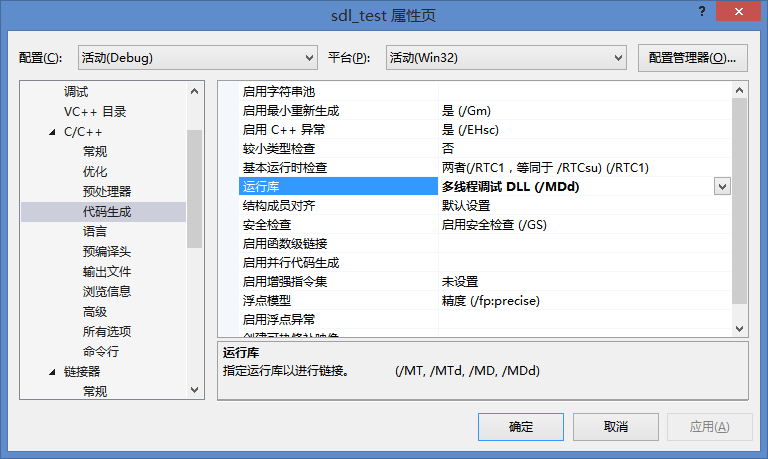 sdl_test 属性页
?
配置(C): 活动(Debug) 平台(P): 活动(Win32) 配置管理器(O)...
调试
VC++ 目录
C/C++
常规
优化
预处理器
代码生成
语言
预编译头
输出文件
浏览信息
高级
所有选项
命令行
链接器
常规
启用字符串池
启用最小重新生成 是 (/Gm)
启用 C++ 异常 是 (/EHsc)
较小类型检查 否
基本运行时检查 两者(/RTC1，等同于 /RTCsu) (/RTC1)
运行库 多线程调试 DLL (/MDd)
结构成员对齐 默认设置
安全检查 启用安全检查 (/GS)
启用函数级链接
启用并行代码生成
启用增强指令集 未设置
浮点模型 精度 (/fp:precise)
启用浮点异常
创建可热修补映像
运行库
指定运行库以进行链接。 (/MT, /MTd, /MD, /MDd)
确定 取消 应用(A)